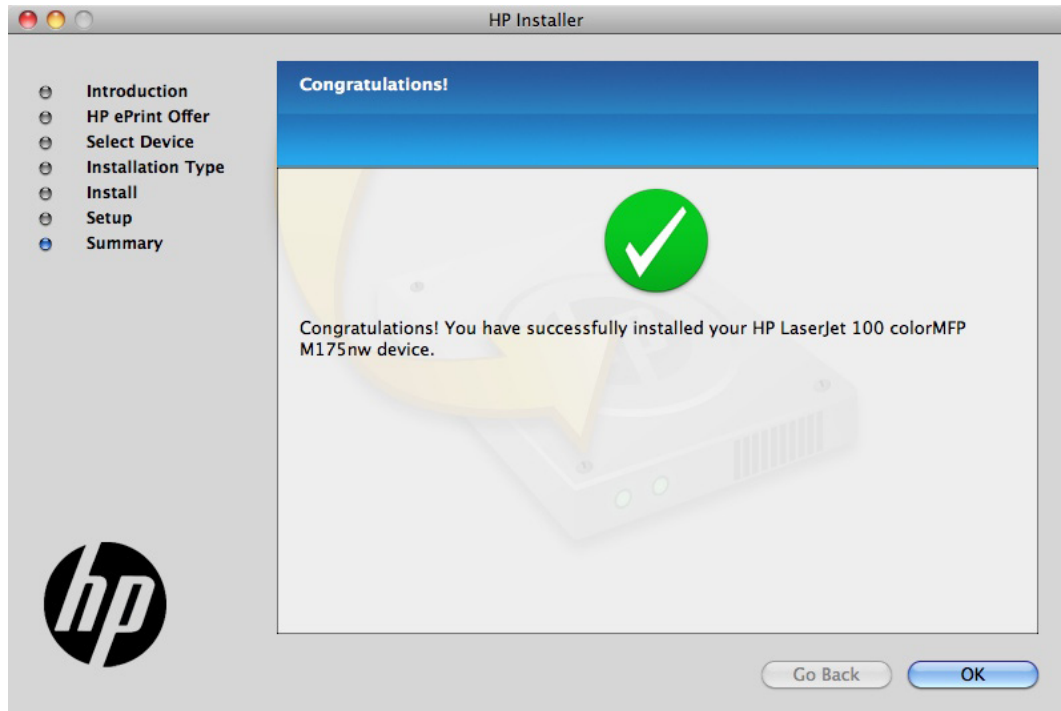 HP Installer
Introduction
HP ePrint Offer
Select Device
Installation Type
Install
Setup
Summary
Congratulations!
Congratulations! You have successfully installed your HP LaserJet 100 colorMFP
M175nw device.
hp
Go Back
OK